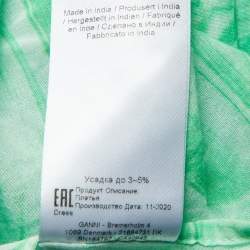 Made in India / Produsert i India
/ Hergestellt in Indien / Fabriqué
en Inde / Сделано в Индии /
Fabbricato in India
Усадка до 3-5%
EAC
Продукт Описание:
Платье
Производство Дата: 11-2020
Dress
GANNI - Bremerholm 4
1069 Denmark